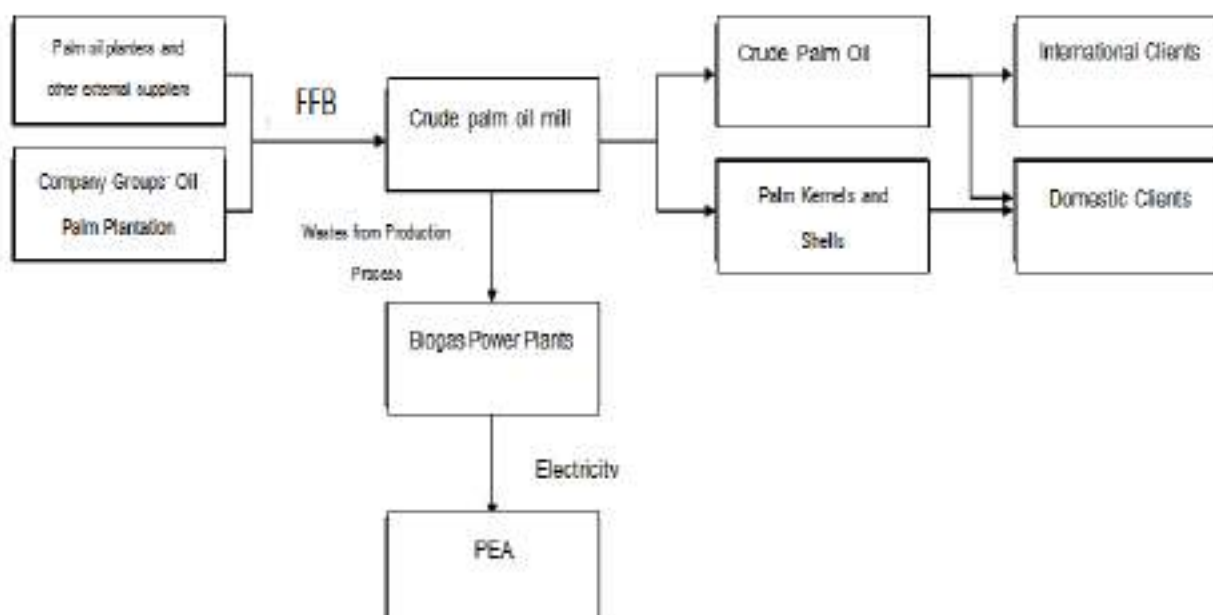 Palm oil planters and
other external suppliers
Company Groups' Oil
Palm Plantation
FFB
Crude palm oil mill
Wastes from Production
Process
Biogas Power Plants
Electricity
PEA
Crude Palm Oil
Palm Kernels and
Shells
International Clients
Domestic Clients